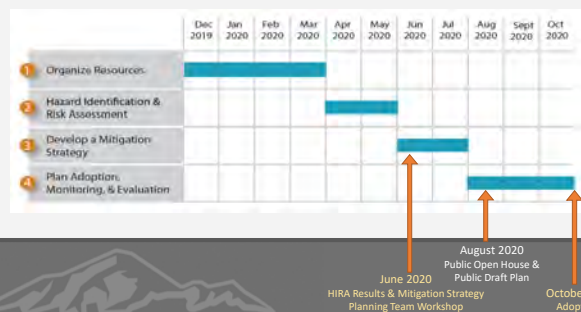 Dec Jan Feb Mar Apr May Jun Jul Aug Sept Oct
2019 2020 2020 2020 2020 2020 2020 2020 2020 2020 2020
1 Organize Resources
2 Hazard Identification &
Risk Assessment
3 Develop a Mitigation
Strategy
4 Plan Adoption,
Monitoring, & Evaluation
August 2020
Public Open House &
Public Draft Plan
June 2020
HIRA Results & Mitigation Strategy
Planning Team Workshop
Octobe
Adop